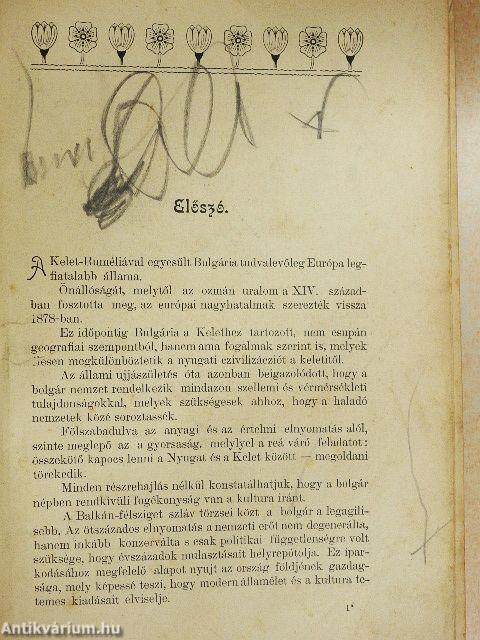 Előszó.
A Kelet-Ruméliával egyesült Bulgária tudvalevőleg Európa leg-
fiatalabb állama.
Önállóságát, melytől az ozmán uralom a XIV. század-
ban fosztotta meg, az európai nagyhatalmak szerezték vissza
1878-ban.
Ez időpontig Bulgária a Kelethez tartozott, nem csupán
geografiai szempontból, hanem ama fogalmak szerint is, melyek
élesen megkülönböztetik a nyugati czivilizácziót a keletitől.
Az állami ujjászületés óta azonban beigazolódott, hogy a
bolgár nemzet rendelkezik mindazon szellemi és vérmérsékleti
tulajdonságokkal, melyek szükségesek ahhoz, hogy a haladó
nemzetek közé soroztassék.
Fölszabadulva az anyagi és az értelmi elnyomatás alól,
szinte meglepő az a gyorsaság, melylyel a reá váró feladatot:
összekötő kapocs lenni a Nyugat és a Kelet között — megoldani
törekedik.
Minden részrehajlás nélkül konstatálhatjuk, hogy a bolgár
népben rendkívüli fogékonyság van a kultura iránt.
A Balkán-félsziget szláv törzsei közt a bolgár a legagili-
sebb. Az ötszázados elnyomatás a nemzeti erőt nem degenerálta,
hanem inkább konzerválta s csak politikai függetlenségre volt
szüksége, hogy évszázadok mulasztásait helyrepótolja. Ez ipar-
kodásához megfelelő alapot nyujt az ország földjének gazdag-
sága, mely képessé teszi, hogy modern államélet és a kultura te-
temes kiadásait elviselje.
1*
Antikvárium.hu